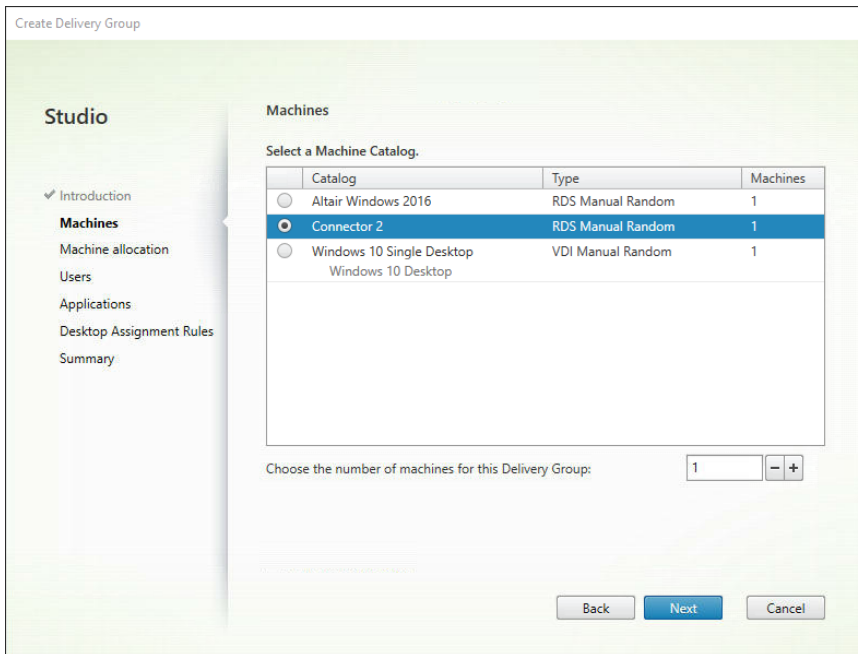 Create Delivery Group
Studio
Introduction
Machines
Machine allocation
Users
Applications
Desktop Assignment Rules
Summary
Machines
Select a Machine Catalog.
Catalog Type Machines
Altair Windows 2016 RDS Manual Random 1
Connector 2 RDS Manual Random 1
Windows 10 Single Desktop VDI Manual Random 1
Windows 10 Desktop
Choose the number of machines for this Delivery Group: 1 − +
Back Next Cancel